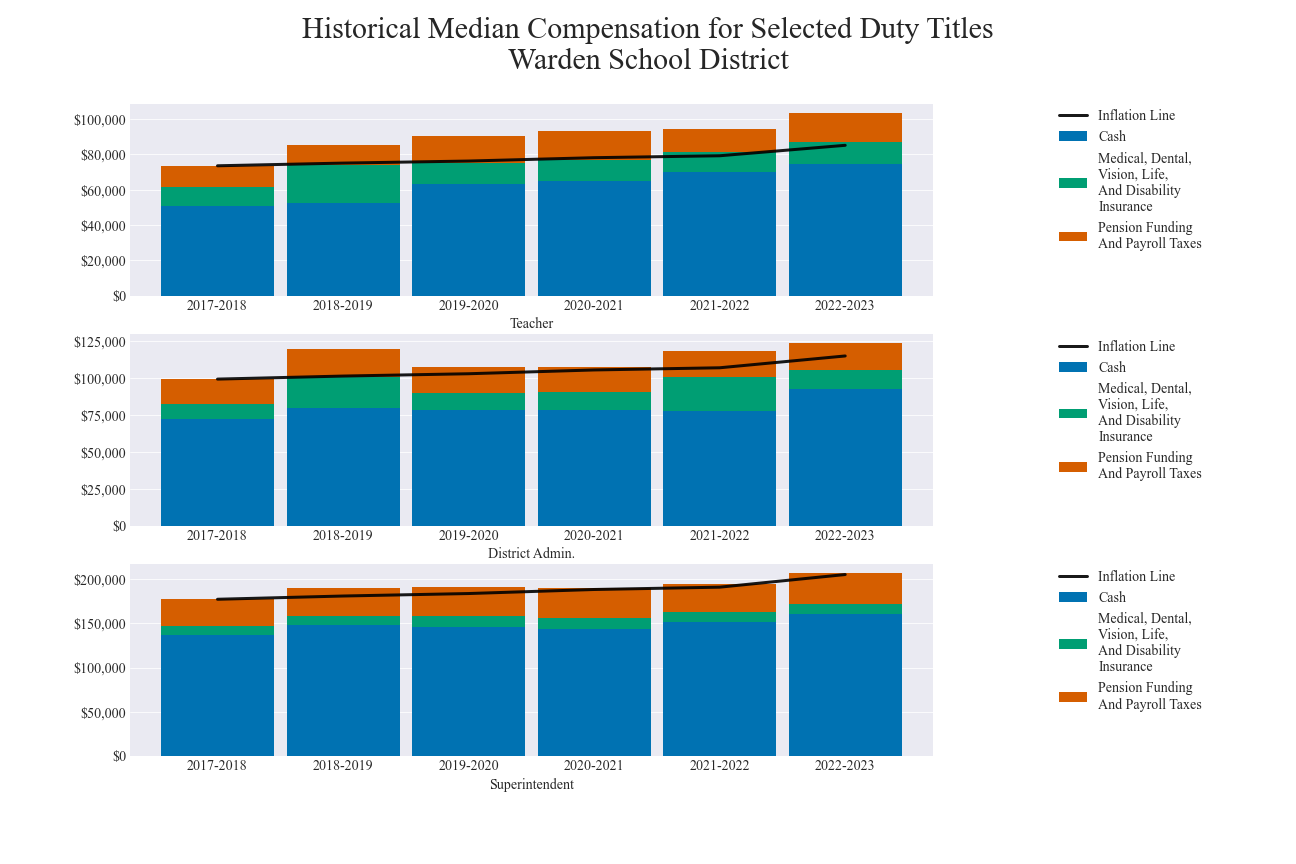 Historical Median Compensation for Selected Duty Titles
Warden School District
$100,000
$80,000
$60,000
$40,000
$20,000
$0
2017-2018 2018-2019 2019-2020 2020-2021 2021-2022 2022-2023
Teacher
Inflation Line
Cash
Medical, Dental,
Vision, Life,
And Disability
Insurance
Pension Funding
And Payroll Taxes
$125,000
$100,000
$75,000
$50,000
$25,000
$0
2017-2018 2018-2019 2019-2020 2020-2021 2021-2022 2022-2023
District Admin.
Inflation Line
Cash
Medical, Dental,
Vision, Life,
And Disability
Insurance
Pension Funding
And Payroll Taxes
$200,000
$150,000
$100,000
$50,000
$0
2017-2018 2018-2019 2019-2020 2020-2021 2021-2022 2022-2023
Superintendent
Inflation Line
Cash
Medical, Dental,
Vision, Life,
And Disability
Insurance
Pension Funding
And Payroll Taxes